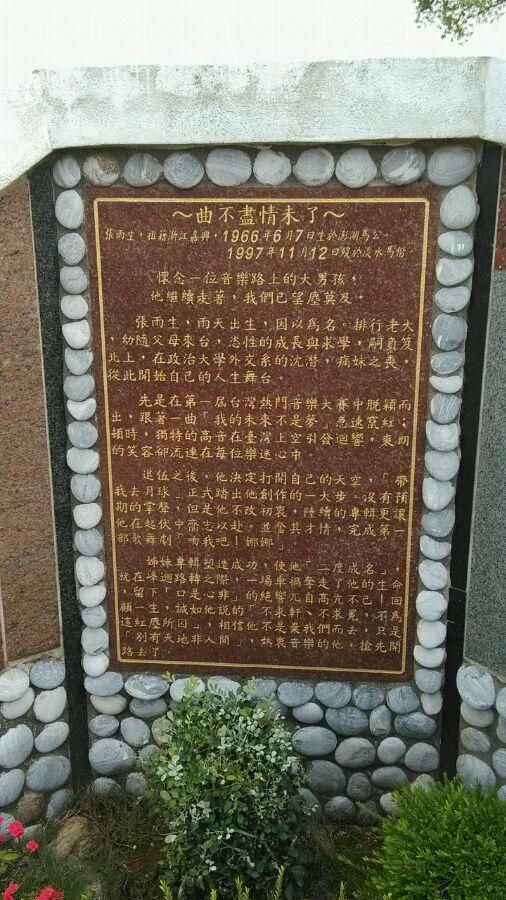 ～曲不盡情未了～
張雨生，祖籍浙江嘉興，1966年6月7日生於澎湖馬公。
1997年11月12日歿於淡水馬偕。
懷念一位音樂路上的大男孩，
他繼續走著，我們已望塵莫及。
張雨生，雨天出生，因以為名。排行老大
，幼隨父母來台，恣性的成長與求學，嗣負笈
北上，在政治大學外文系的沈潛，痛妹之喪，
從此開始自己的人生舞台。
先是在第一屆台灣熱門音樂大賽中脫穎而
出，跟著一曲「我的未來不是夢」急速竄紅；
頓時，獨特的高音在臺灣上空引發迴響，爽朗
的笑容卻流連在每位樂迷心中。
退伍之後，他決定打開自己的天空，「帶
我去月球」正式踏出他創作的一大步。沒有預
期的掌聲，但是他不改初衷，陸續的專輯更讓
他在起伏中齋志以赴，並奮其才情，完成第一
部歌舞劇「吻我吧！娜娜」
姊妹專輯塑造成功，使他「二度成名」，
就在峰迴路轉之際，一場車禍奪走了他的生命
，留下「口是心非」的絕響兀自高亢不已！回
顧一生，誠如他說的「不求軒、不求冕，不為
這紅塵所囚」，相信他不是棄我們而去，只是
「別有天地非人間」，熱衷音樂的他，搶先開
路去了。